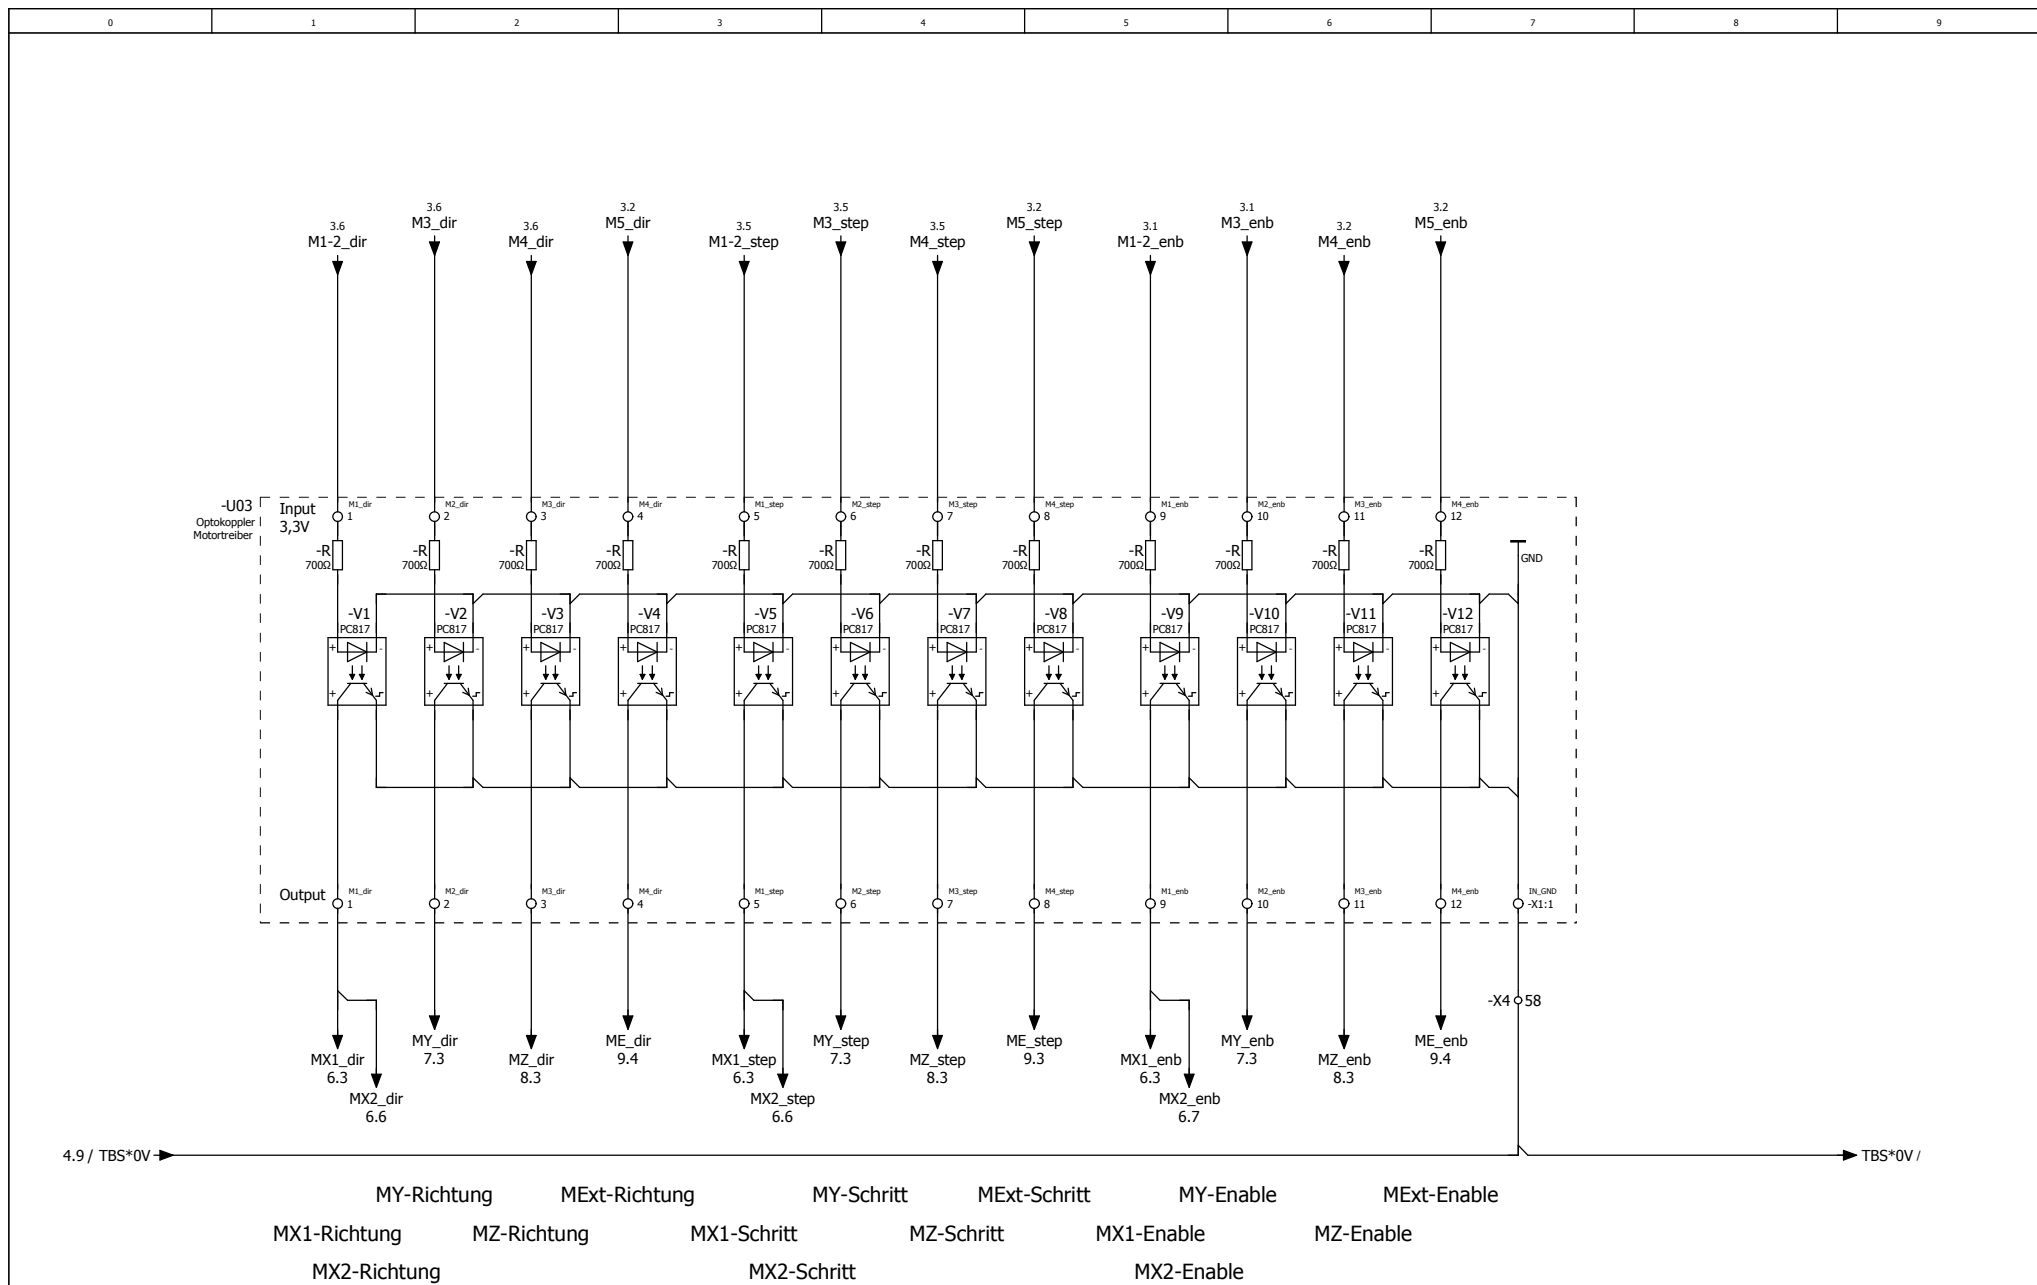 0 1 2 3 4 5 6 7 8 9
3.6 3.2 3.5 3.2 3.1 3.2
M3_dir M5_dir M3_step M5_step M3_enb M5_enb
3.6 3.6 3.5 3.5 3.1 3.2
M1-2_dir M4_dir M1-2_step M4_step M1-2_enb M4_enb
-U03
Optokoppler
Motortreiber
Input
3,3V
M1_dir M2_dir M3_dir M4_dir M1_step M2_step M3_step M4_step M1_enb M2_enb M3_enb M4_enb
1 2 3 4 5 6 7 8 9 10 11 12
-R -R -R -R -R -R -R -R -R -R -R -R
700Ω 700Ω 700Ω 700Ω 700Ω 700Ω 700Ω 700Ω 700Ω 700Ω 700Ω 700Ω
GND
-V1 -V2 -V3 -V4 -V5 -V6 -V7 -V8 -V9 -V10 -V11 -V12
PC817 PC817 PC817 PC817 PC817 PC817 PC817 PC817 PC817 PC817 PC817 PC817
+ - + - + - + - + - + - + - + - + - + - + - + -
+ + + + + + + + + + + +
Output
M1_dir M2_dir M3_dir M4_dir M1_step M2_step M3_step M4_step M1_enb M2_enb M3_enb M4_enb IN_GND
1 2 3 4 5 6 7 8 9 10 11 12 -X1:1
-X4 58
MY_dir ME_dir MY_step ME_step MY_enb ME_enb
7.3 9.4 7.3 9.3 7.3 9.4
MX1_dir MZ_dir MX1_step MZ_step MX1_enb MZ_enb
6.3 8.3 6.3 8.3 6.3 8.3
MX2_dir MX2_step MX2_enb
6.6 6.6 6.7
4.9 / TBS*0V TBS*0V /
MY-Richtung MExt-Richtung MY-Schritt MExt-Schritt MY-Enable MExt-Enable
MX1-Richtung MZ-Richtung MX1-Schritt MZ-Schritt MX1-Enable MZ-Enable
MX2-Richtung MX2-Schritt MX2-Enable